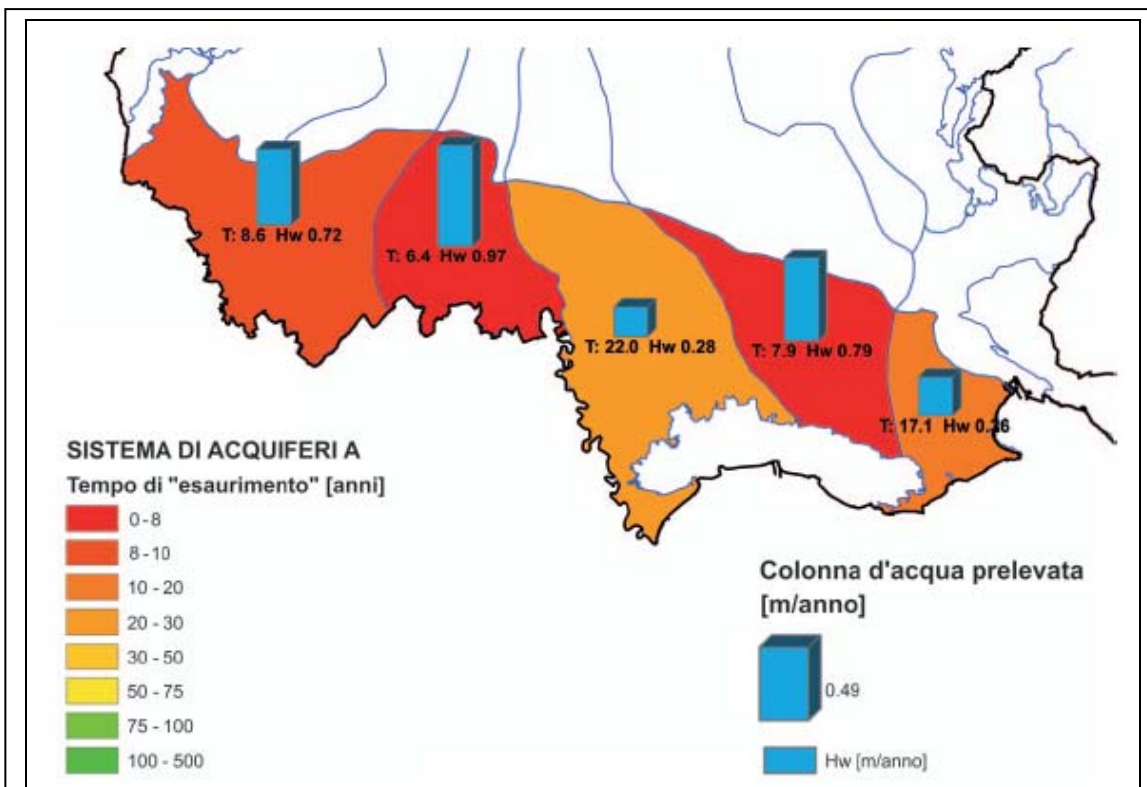 T: 8.6 Hw 0.72
T: 6.4 Hw 0.97
T: 22.0 Hw 0.28
T: 7.9 Hw 0.79
T: 17.1 Hw 0.36
SISTEMA DI ACQUIFERI A
Tempo di "esaurimento" [anni]
0 - 8
8 - 10
10 - 20
20 - 30
30 - 50
50 - 75
75 - 100
100 - 500
Colonna d'acqua prelevata
[m/anno]
0.49
Hw [m/anno]